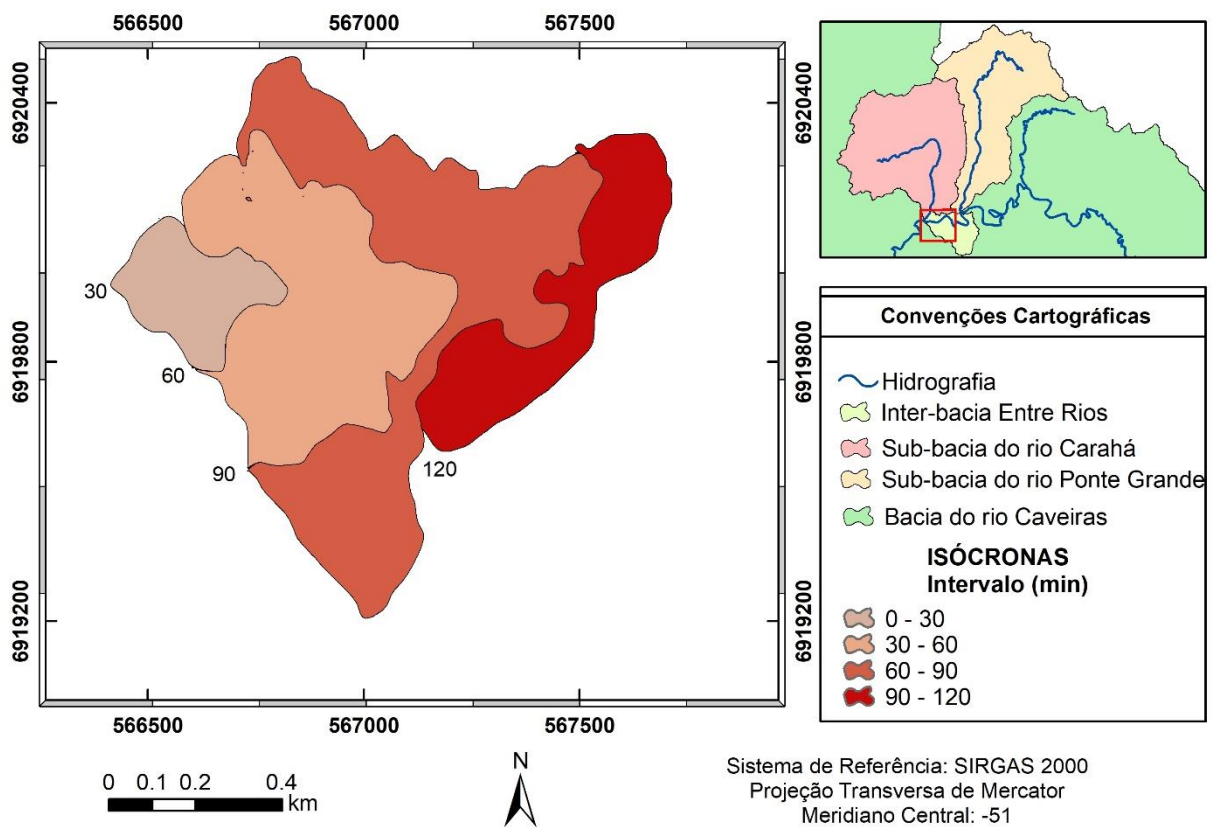 566500 567000 567500
6920400
6919800
6919200
6920400
6919800
6919200
30
60
90
120
566500 567000 567500
0 0.1 0.2 0.4
km
N
Convenções Cartográficas
Hidrografia
Inter-bacia Entre Rios
Sub-bacia do rio Carahá
Sub-bacia do rio Ponte Grande
Bacia do rio Caveiras
ISÓCRONAS
Intervalo (min)
0 - 30
30 - 60
60 - 90
90 - 120
Sistema de Referência: SIRGAS 2000
Projeção Transversa de Mercator
Meridiano Central: -51